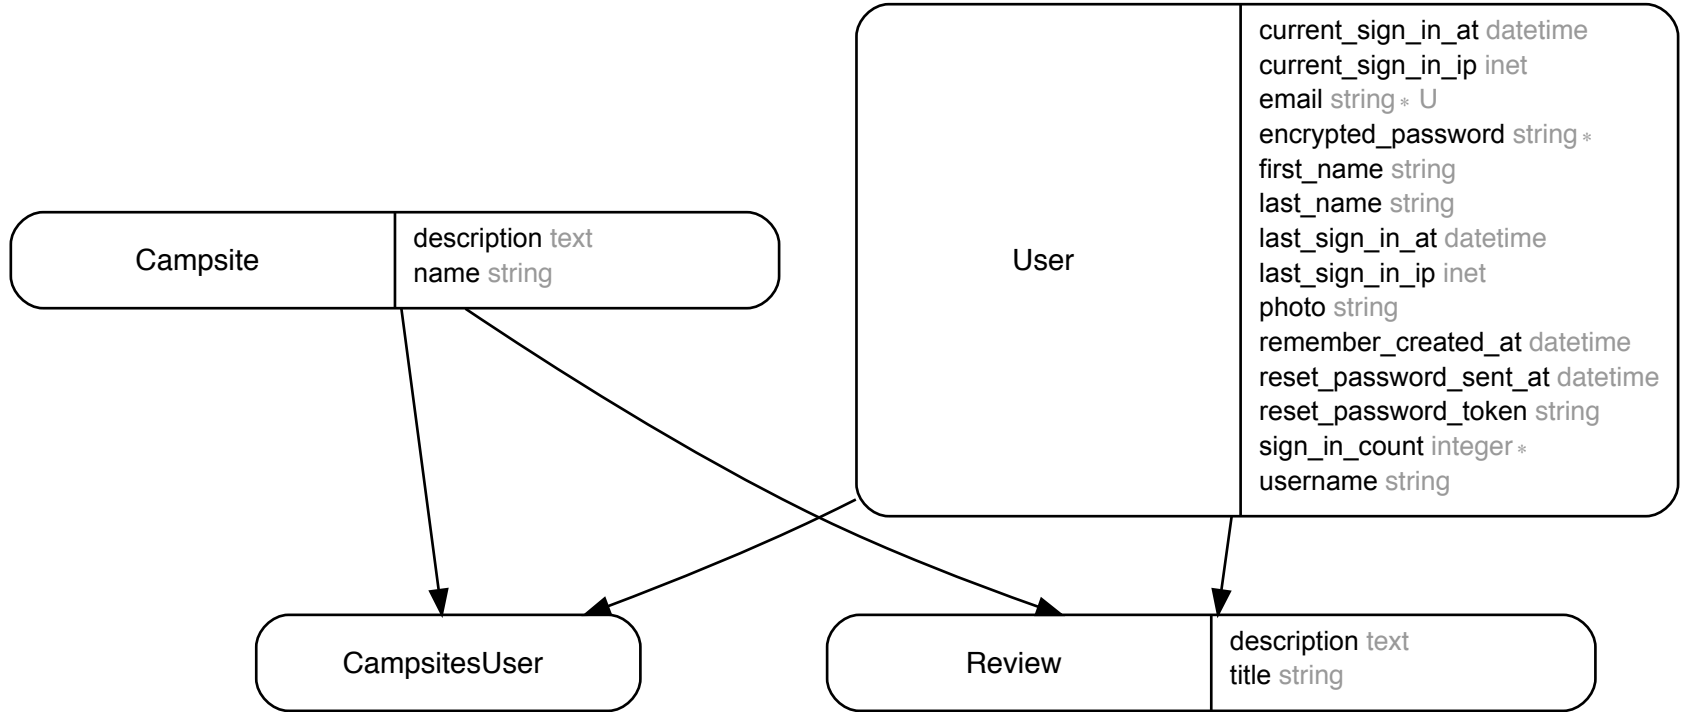 Campsite
description text
name string
User
current_sign_in_at datetime
current_sign_in_ip inet
email string * U
encrypted_password string *
first_name string
last_name string
last_sign_in_at datetime
last_sign_in_ip inet
photo string
remember_created_at datetime
reset_password_sent_at datetime
reset_password_token string
sign_in_count integer *
username string
CampsitesUser
Review
description text
title string